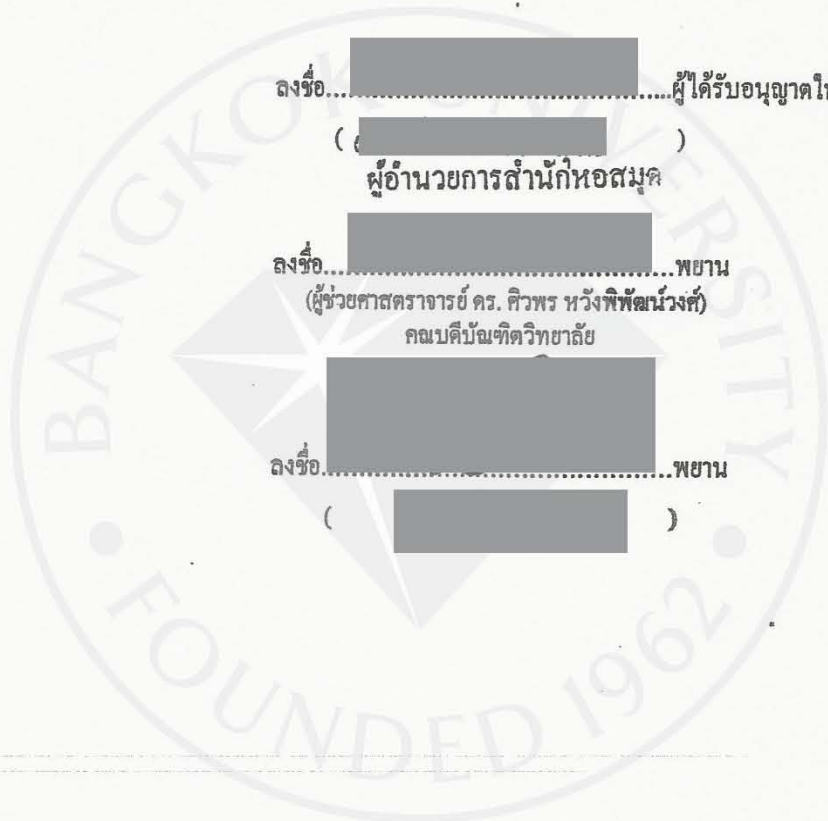 ลงชื่อ.......................................ผู้ได้รับอนุญาตให้
( )
ผู้อำนวยการสำนักหอสมุด
ลงชื่อ.......................................พยาน
(ผู้ช่วยศาสตราจารย์ ดร. ศิวพร หวังพิพัฒน์วงศ์)
คณบดีบัณฑิตวิทยาลัย
ลงชื่อ.......................................พยาน
( )
BANGKOK UNIVERSITY
FOUNDED 1962